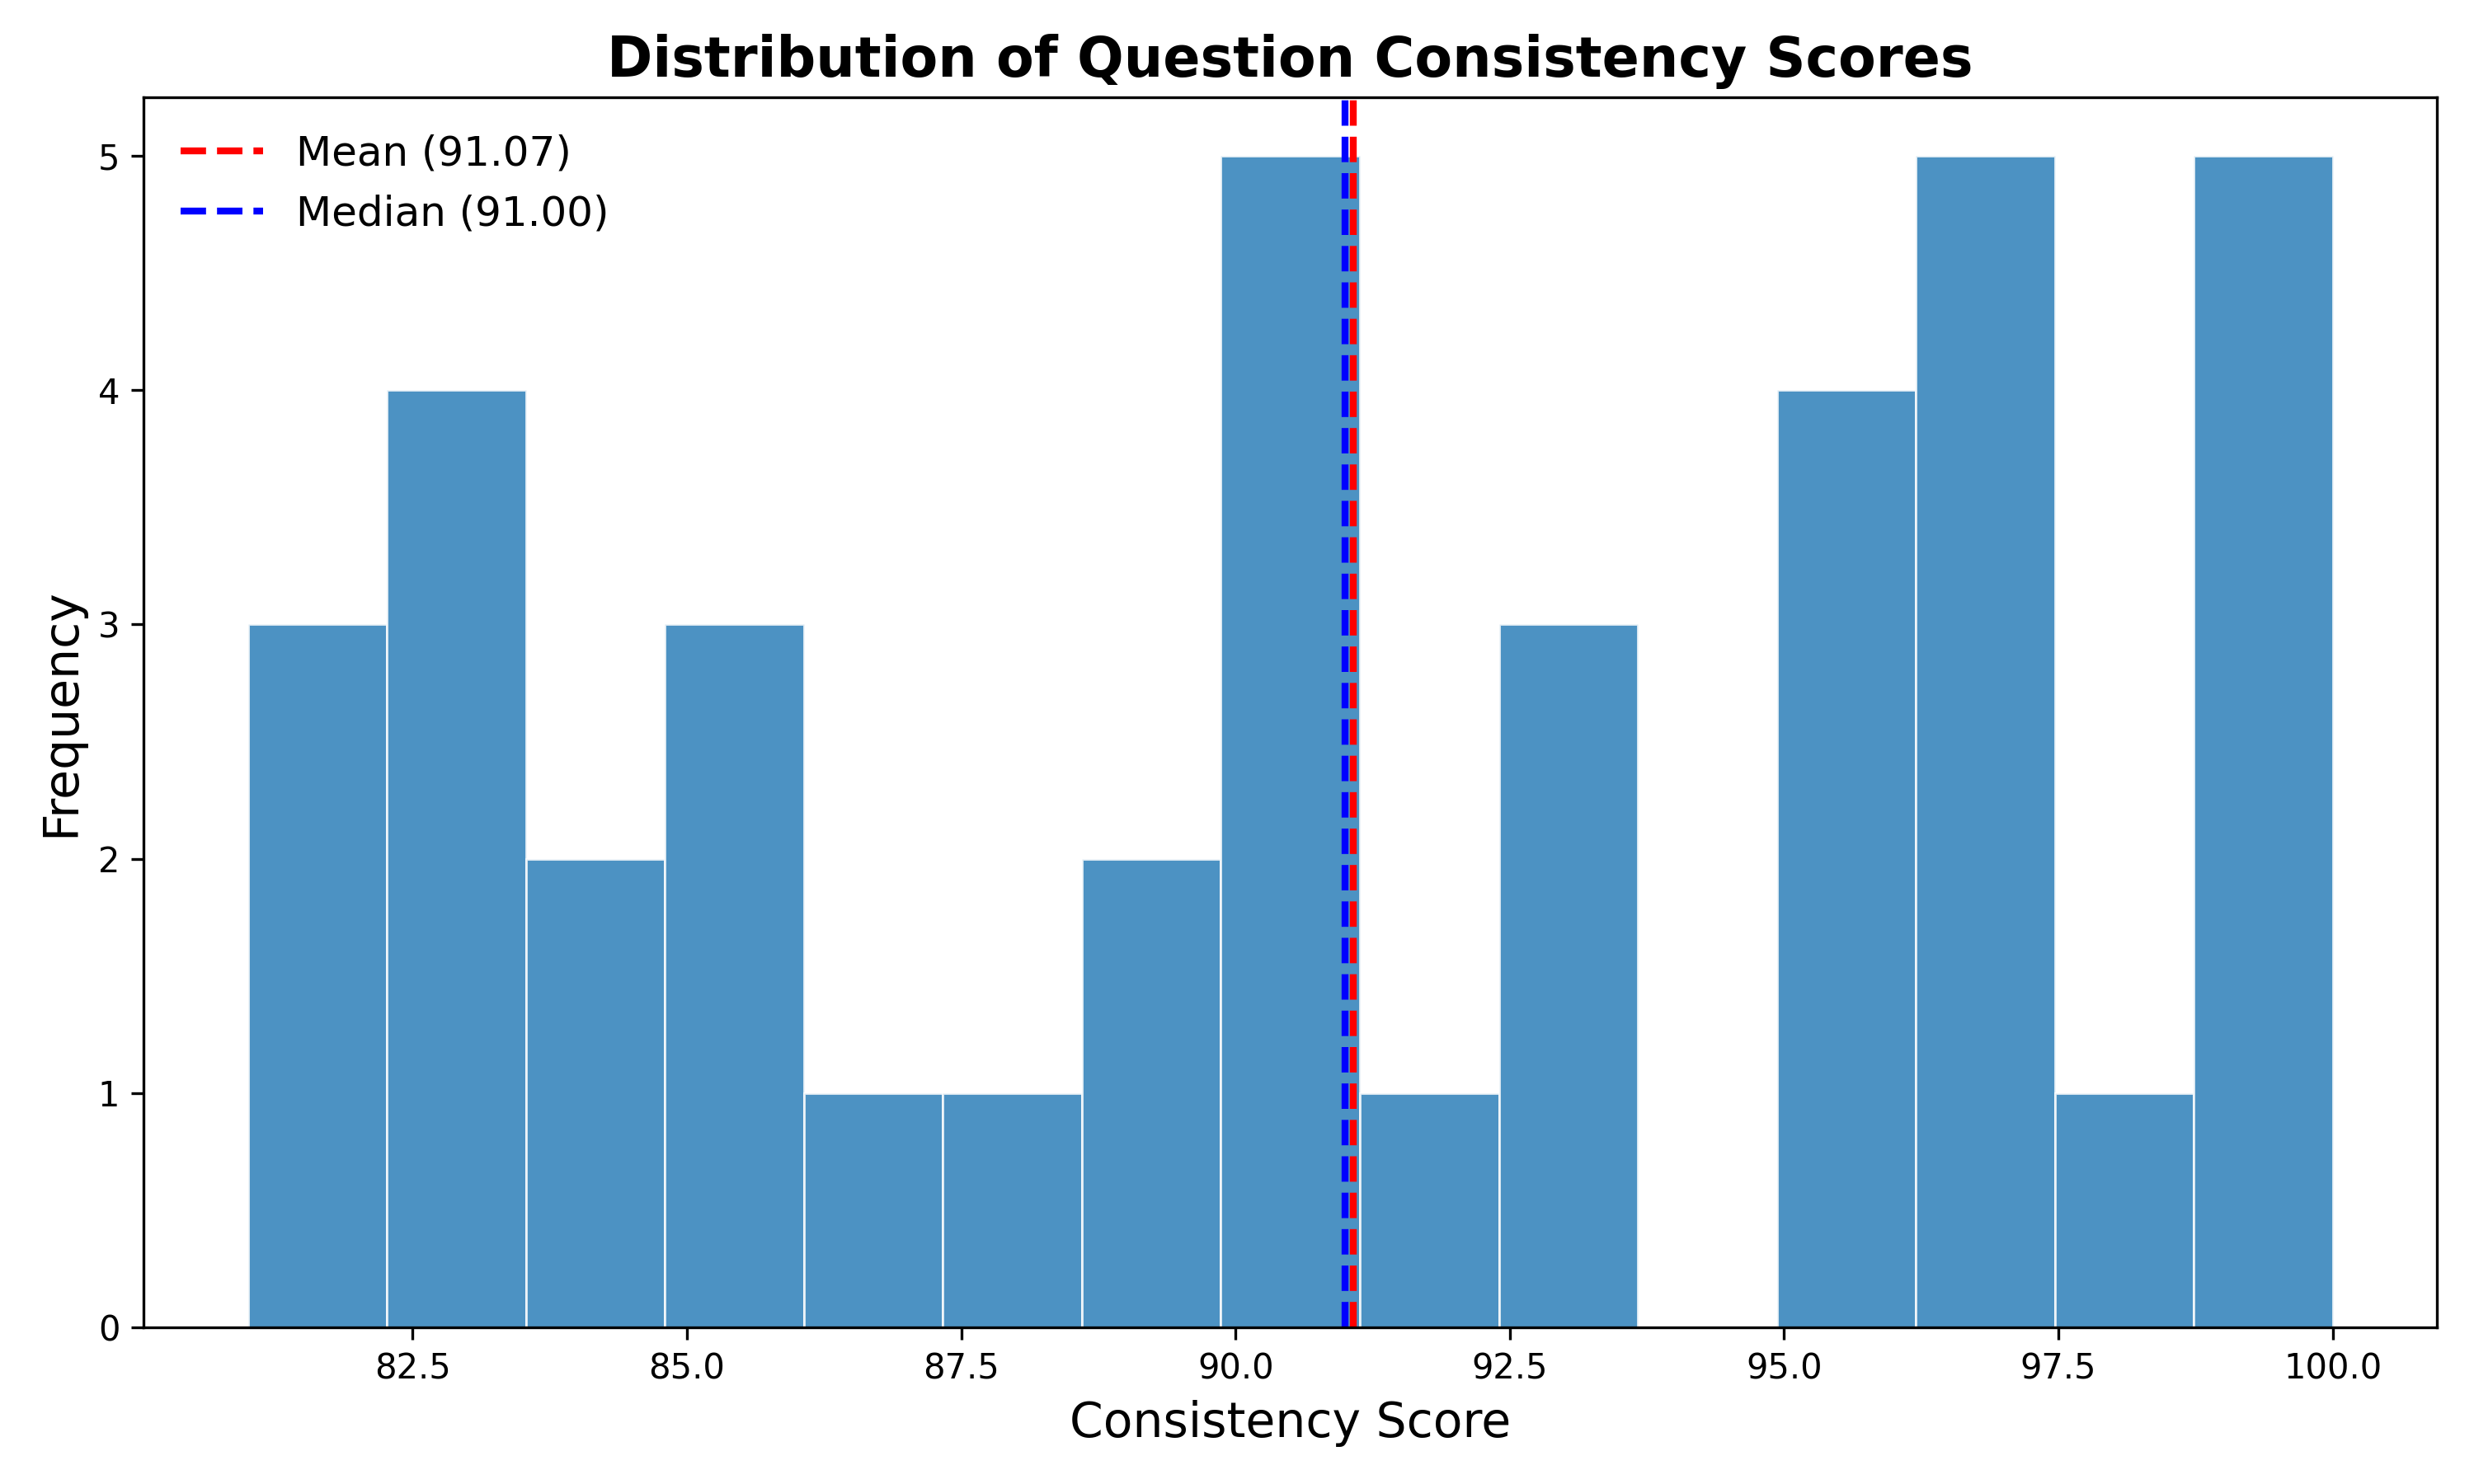 Distribution of Question Consistency Scores
Mean (91.07)
Median (91.00)
5
4
3
2
1
0
Frequency
82.5 85.0 87.5 90.0 92.5 95.0 97.5 100.0
Consistency Score